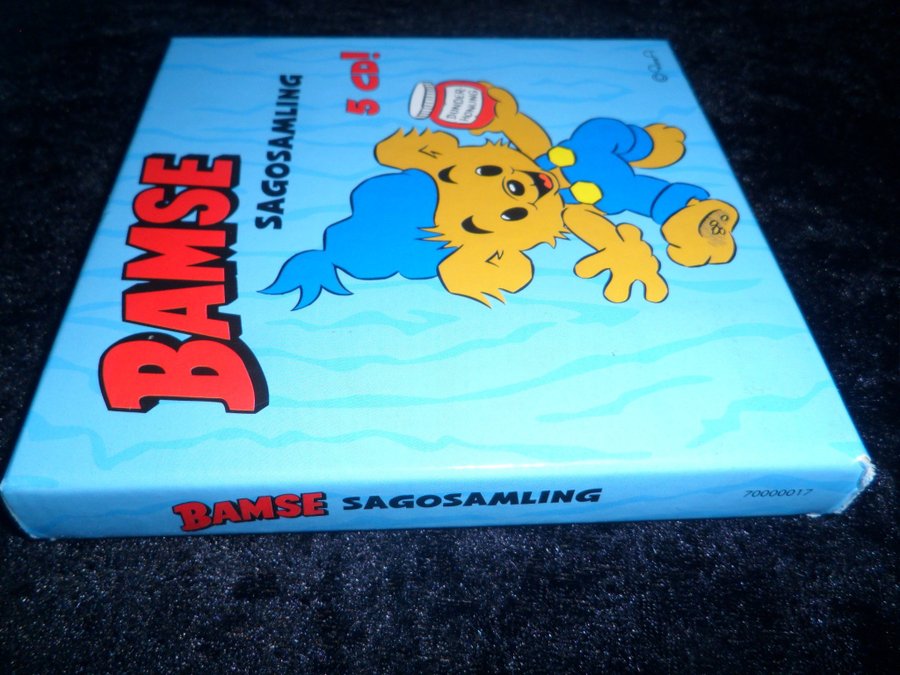 BAMSE
SAGOSAMLING
5 CD!
DUNDER
HONUNG
BAMSE SAGOSAMLING
70000017